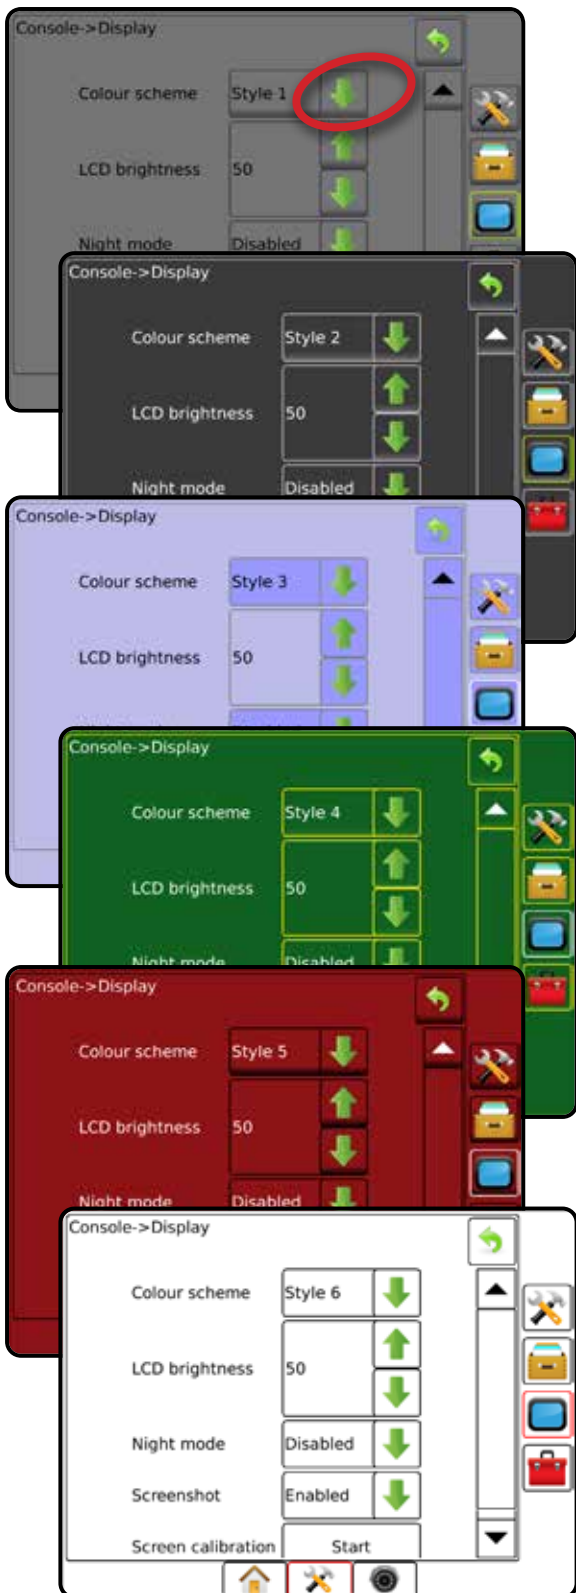 Console->Display
Colour scheme Style 1
LCD brightness 50
Night mode Disabled
Console->Display
Colour scheme Style 2
LCD brightness 50
Night mode Disabled
Console->Display
Colour scheme Style 3
LCD brightness 50
Console->Display
Colour scheme Style 4
LCD brightness 50
Night mode Disabled
Console->Display
Colour scheme Style 5
LCD brightness 50
Night mode Disabled
Console->Display
Colour scheme Style 6
LCD brightness 50
Night mode Disabled
Screenshot Enabled
Screen calibration Start